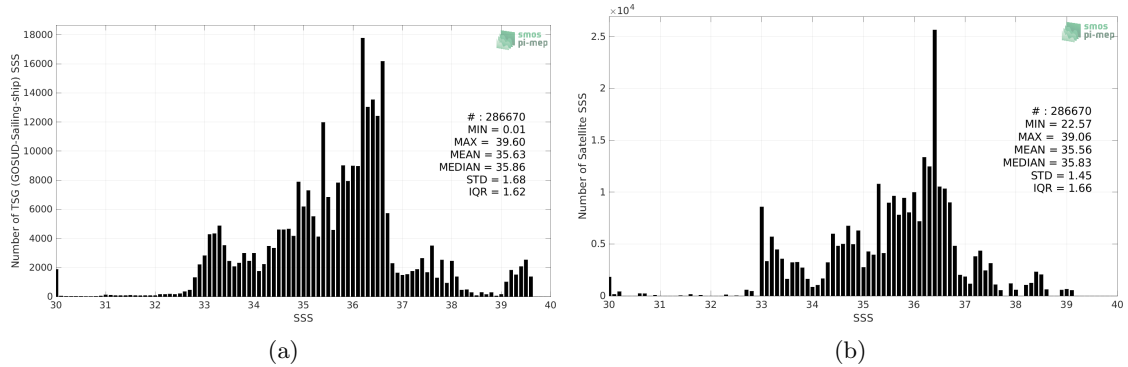 18000
16000
14000
12000
10000
8000
6000
4000
2000
0
30 31 32 33 34 35 36 37 38 39 40
SSS
Number of TSG (GOSUD-Sailing-ship) SSS
smos
pi-mep
# : 286670
MIN = 0.01
MAX = 39.60
MEAN = 35.63
MEDIAN = 35.86
STD = 1.68
IQR = 1.62
(a)
×10⁴
2.5
2
1.5
1
0.5
0
30 31 32 33 34 35 36 37 38 39 40
SSS
Number of Satellite SSS
smos
pi-mep
# : 286670
MIN = 22.57
MAX = 39.06
MEAN = 35.56
MEDIAN = 35.83
STD = 1.45
IQR = 1.66
(b)